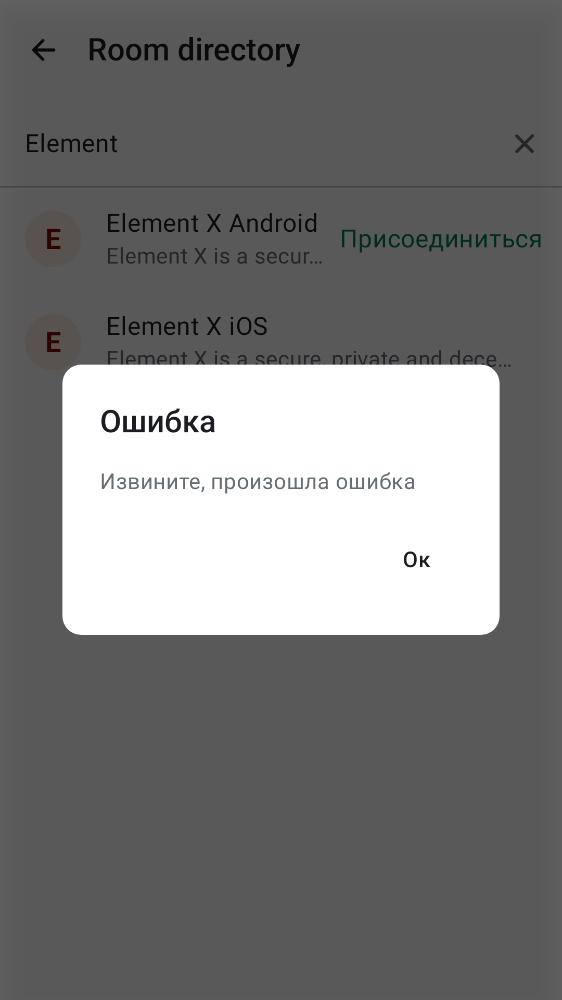 Room directory
Element
E
Element X Android
Присоединиться
Element X is a secur…
E
Element X iOS
Element X is a secure, private and dece…
Ошибка
Извините, произошла ошибка
Ок